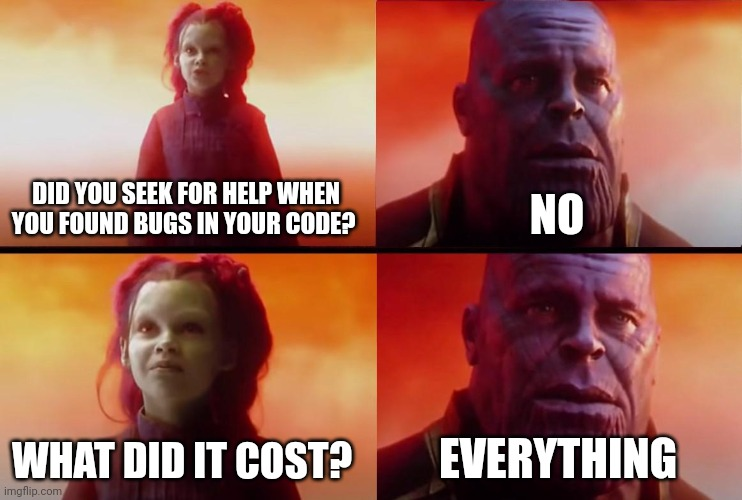 DID YOU SEEK FOR HELP WHEN
YOU FOUND BUGS IN YOUR CODE?
NO
WHAT DID IT COST?
EVERYTHING
imgflip.com